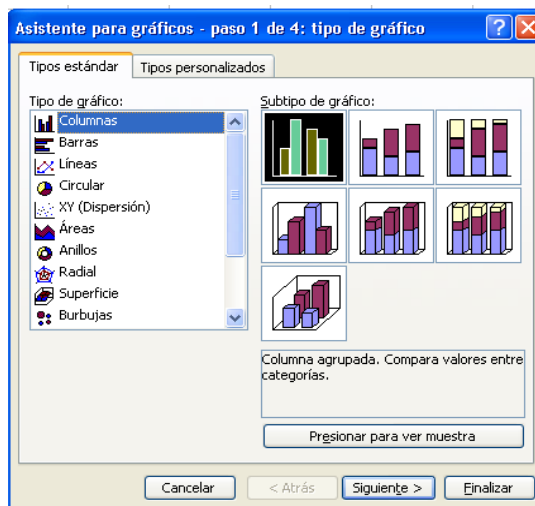 Asistente para gráficos - paso 1 de 4: tipo de gráfico
Tipos estándar
Tipos personalizados
Tipo de gráfico:
Columnas
Barras
Líneas
Circular
XY (Dispersión)
Áreas
Anillos
Radial
Superficie
Burbujas
Subtipo de gráfico:
Columna agrupada. Compara valores entre
categorías.
Presionar para ver muestra
Cancelar
< Atrás
Siguiente >
Finalizar